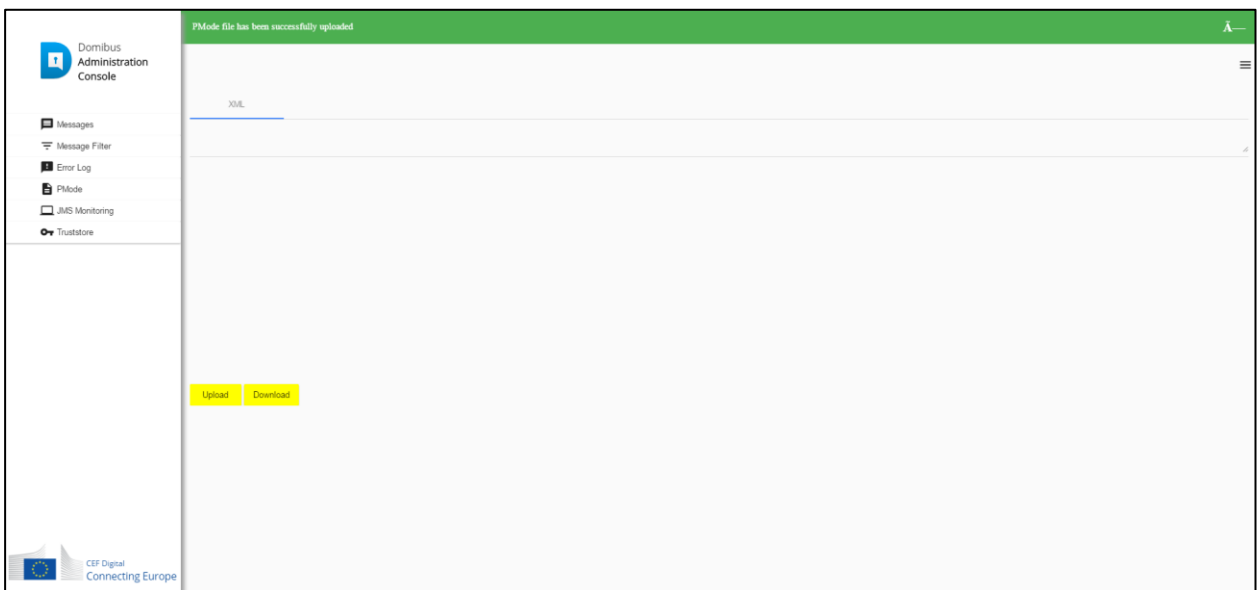 PMode file has been successfully uploaded Ă—
Domibus
Administration
Console
XML
Messages
Message Filter
Error Log
PMode
JMS Monitoring
Truststore
Upload Download
CEF Digital
Connecting Europe